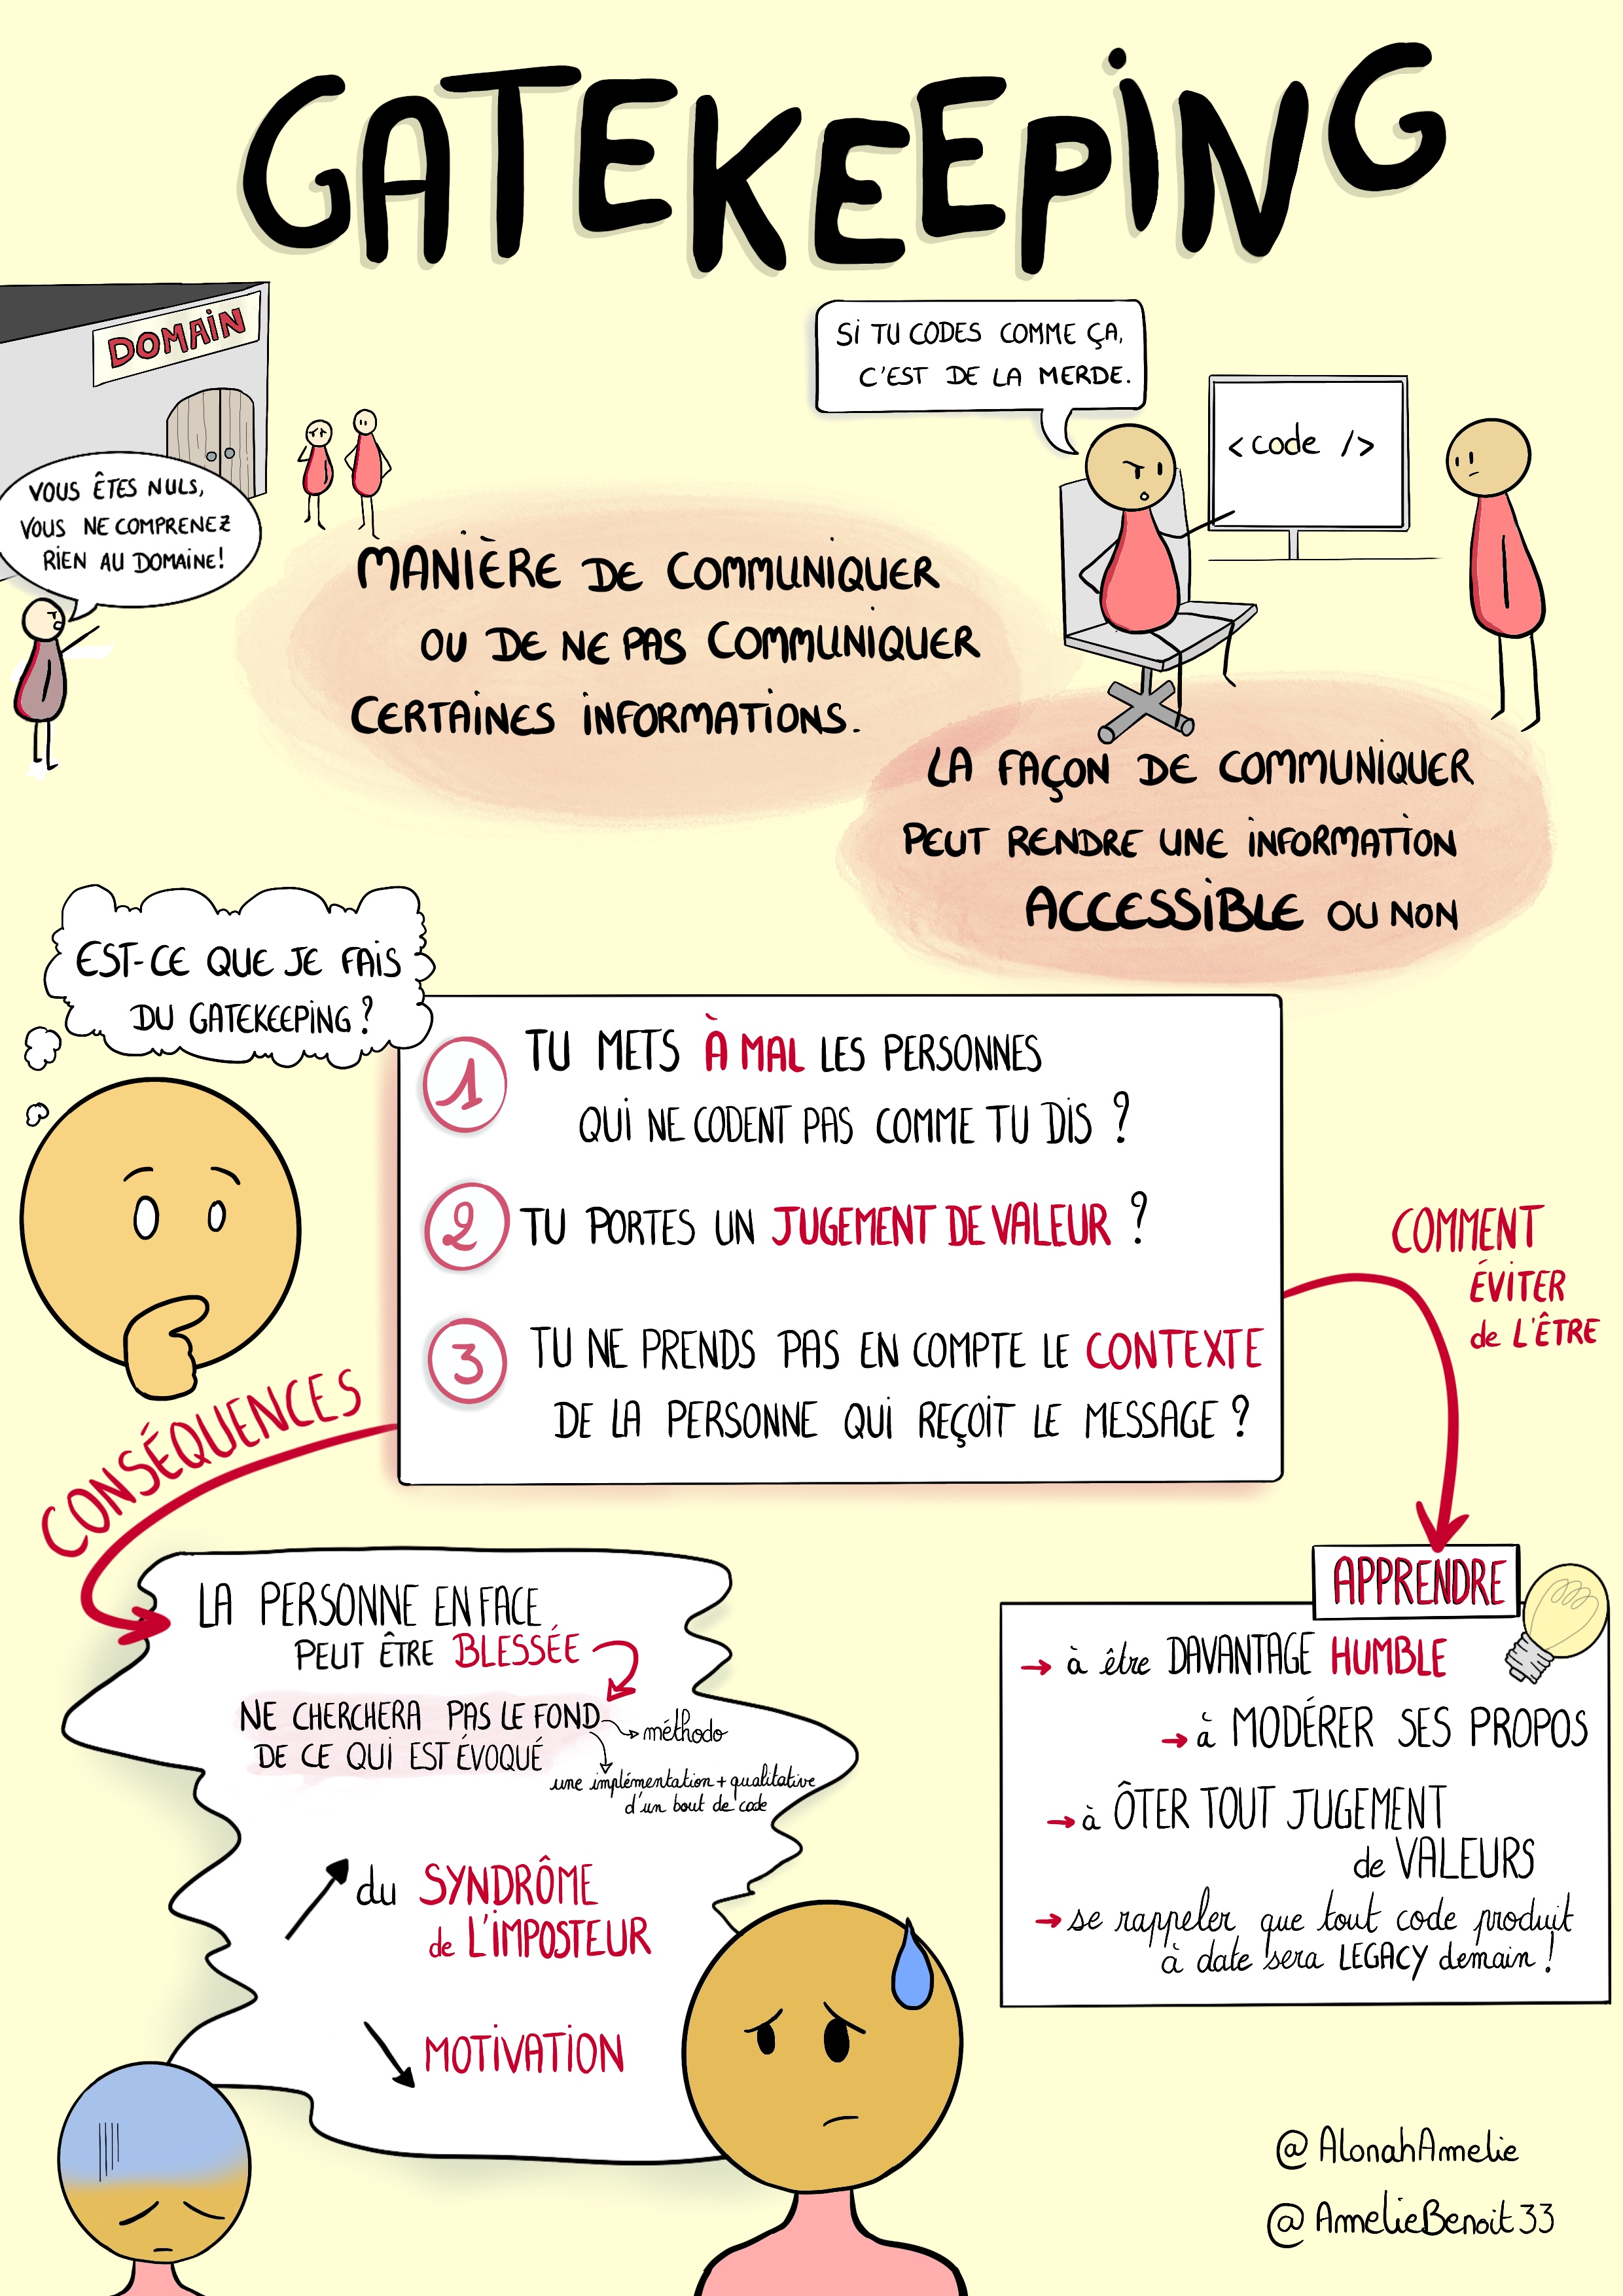 GATEKEEPING
DOMAIN
VOUS ÊTES NULS,
VOUS NE COMPRENEZ
RIEN AU DOMAINE!
SI TU CODES COMME ÇA,
C'EST DE LA MERDE.
<code />
MANIÈRE DE COMMUNIQUER
OU DE NE PAS COMMUNIQUER
CERTAINES INFORMATIONS.
LA FAÇON DE COMMUNIQUER
PEUT RENDRE UNE INFORMATION
ACCESSIBLE OU NON
EST-CE QUE JE FAIS
DU GATEKEEPING ?
1 TU METS À MAL LES PERSONNES
QUI NE CODENT PAS COMME TU DIS ?
2 TU PORTES UN JUGEMENT DE VALEUR ?
3 TU NE PRENDS PAS EN COMPTE LE CONTEXTE
DE LA PERSONNE QUI REÇOIT LE MESSAGE ?
CONSÉQUENCES
LA PERSONNE EN FACE
PEUT ÊTRE BLESSÉE
NE CHERCHERA PAS LE FOND
DE CE QUI EST ÉVOQUÉ
méthodo
une implémentation + qualitative
d'un bout de code
du SYNDRÔME
de L'IMPOSTEUR
MOTIVATION
COMMENT
ÉVITER
de L'ÊTRE
APPRENDRE
→ à être DAVANTAGE HUMBLE
→ à MODÉRER SES PROPOS
→ à ÔTER TOUT JUGEMENT
de VALEURS
→ se rappeler que tout code produit
à date sera LEGACY demain !
@AlonahAmelie
@AmelieBenoit33